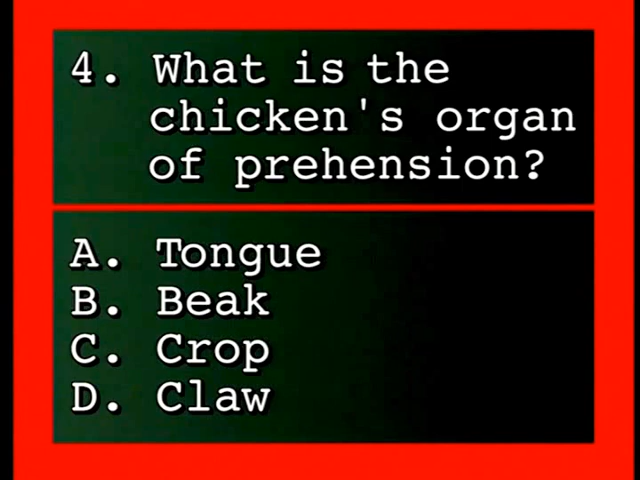 4. What is the
chicken's organ
of prehension?
A. Tongue
B. Beak
C. Crop
D. Claw